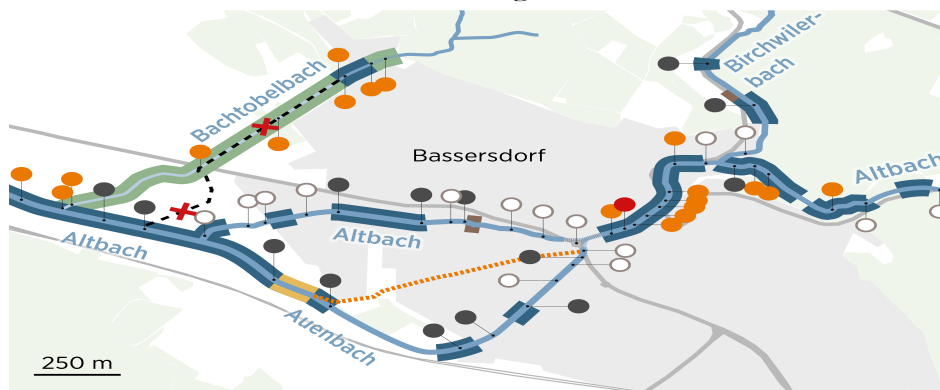 Birchwiler-
bach
Bachtobelbach
Bassersdorf
Altbach
Altbach
Altbach
Auenbach
250 m